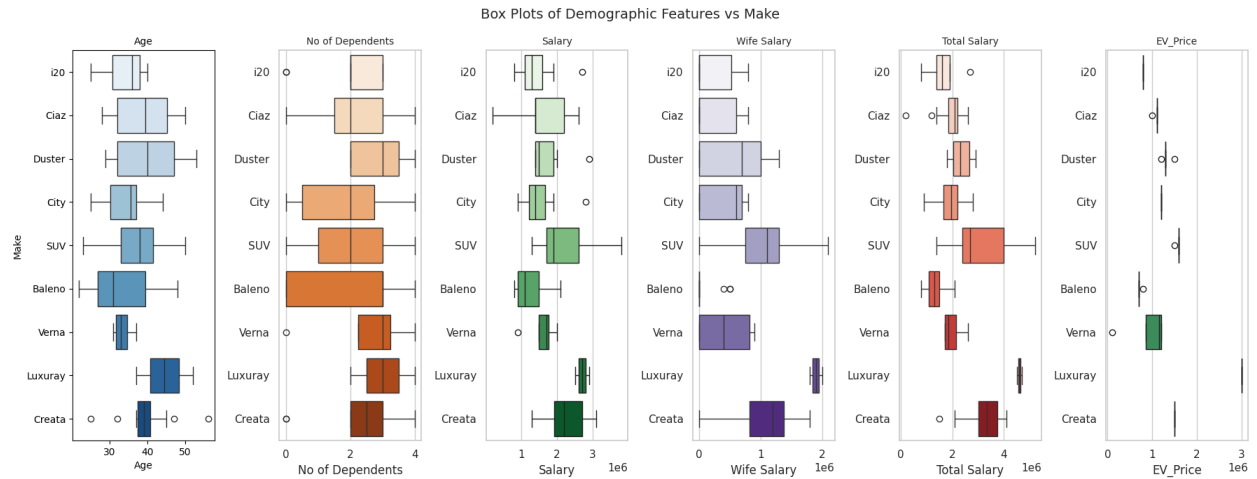 Box Plots of Demographic Features vs Make
Age
No of Dependents
Salary
Wife Salary
Total Salary
EV_Price
Make
i20
Ciaz
Duster
City
SUV
Baleno
Verna
Luxuray
Creata
30 40 50
Age
i20
Ciaz
Duster
City
SUV
Baleno
Verna
Luxuray
Creata
0 2 4
No of Dependents
i20
Ciaz
Duster
City
SUV
Baleno
Verna
Luxuray
Creata
1 2 3
1e6
Salary
i20
Ciaz
Duster
City
SUV
Baleno
Verna
Luxuray
Creata
0 1 2
1e6
Wife Salary
i20
Ciaz
Duster
City
SUV
Baleno
Verna
Luxuray
Creata
0 2 4
1e6
Total Salary
i20
Ciaz
Duster
City
SUV
Baleno
Verna
Luxuray
Creata
0 1 2 3
1e6
EV_Price